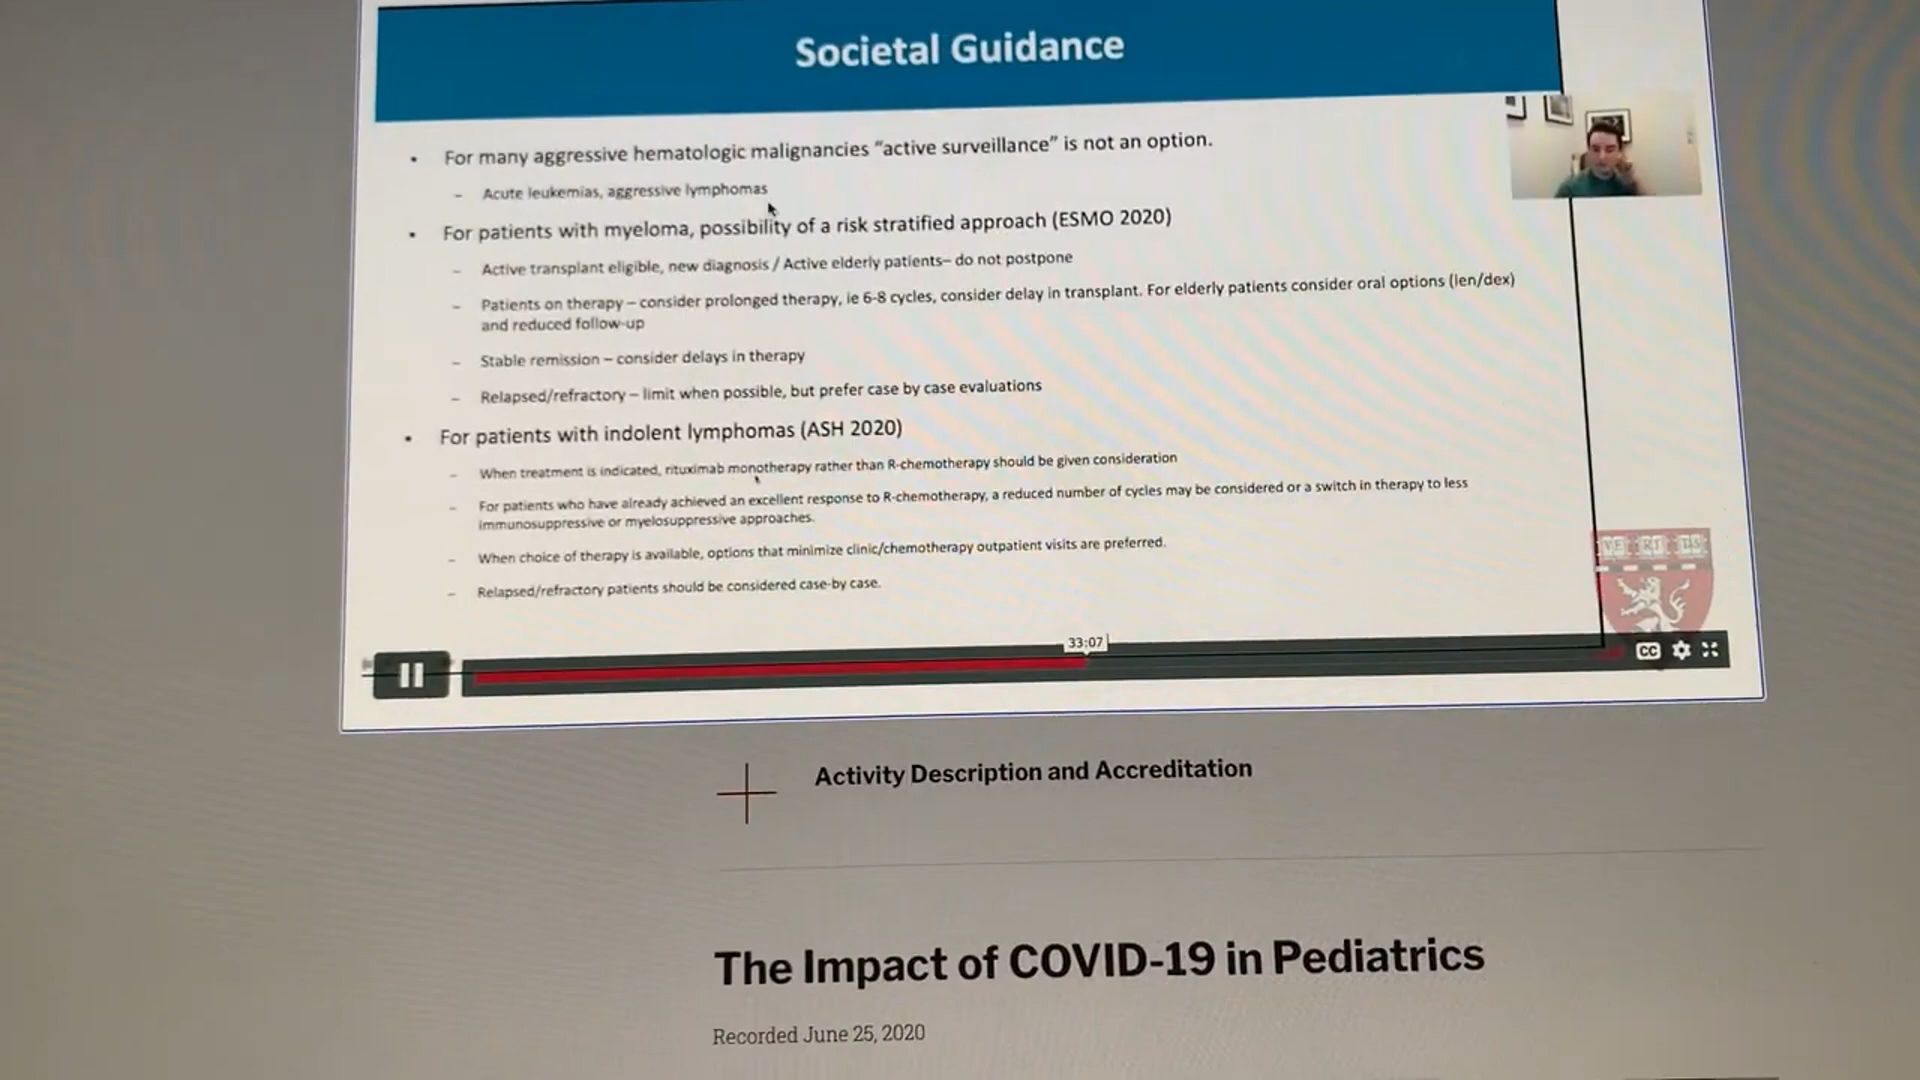 Societal Guidance
• For many aggressive hematologic malignancies “active surveillance” is not an option.
– Acute leukemias, aggressive lymphomas
• For patients with myeloma, possibility of a risk stratified approach (ESMO 2020)
– Active transplant eligible, new diagnosis / Active elderly patients– do not postpone
– Patients on therapy – consider prolonged therapy, ie 6-8 cycles, consider delay in transplant. For elderly patients consider oral options (len/dex)
and reduced follow-up
– Stable remission – consider delays in therapy
– Relapsed/refractory – limit when possible, but prefer case by case evaluations
• For patients with indolent lymphomas (ASH 2020)
– When treatment is indicated, rituximab monotherapy rather than R-chemotherapy should be given consideration
– For patients who have already achieved an excellent response to R-chemotherapy, a reduced number of cycles may be considered or a switch in therapy to less
immunosuppressive or myelosuppressive approaches.
– When choice of therapy is available, options that minimize clinic/chemotherapy outpatient visits are preferred.
– Relapsed/refractory patients should be considered case-by case.
VE RI TAS
33:07
CC
Activity Description and Accreditation
The Impact of COVID-19 in Pediatrics
Recorded June 25, 2020